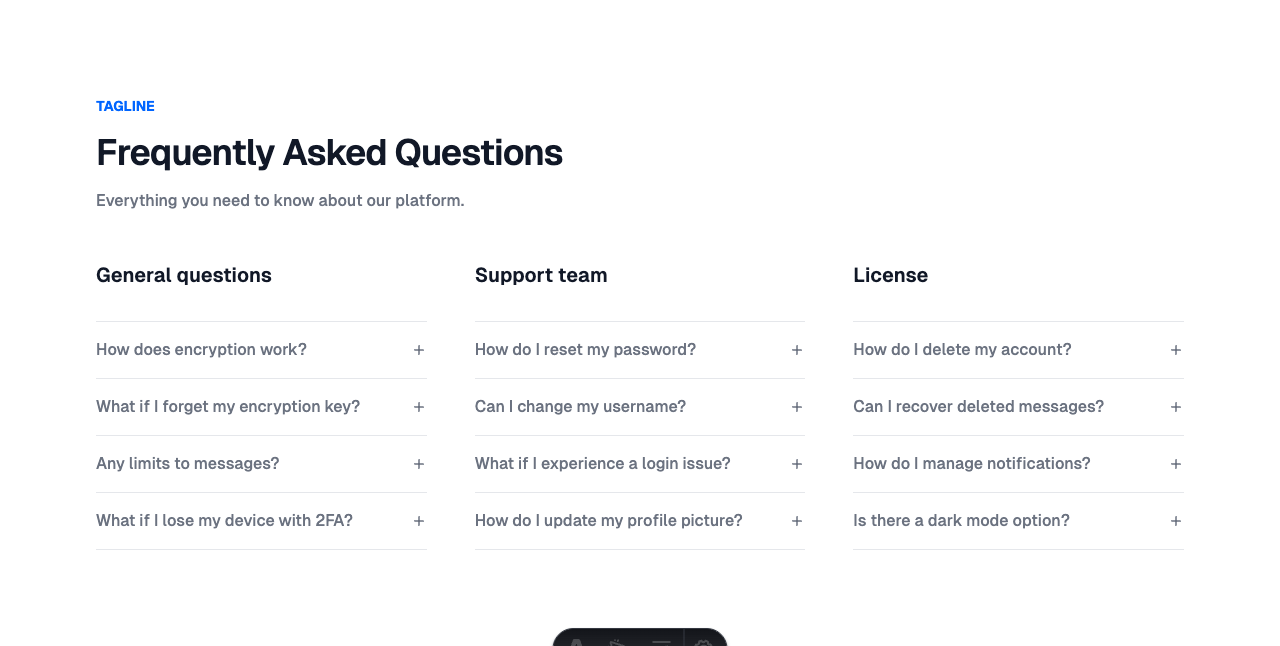 TAGLINE
Frequently Asked Questions
Everything you need to know about our platform.
General questions
How does encryption work?
What if I forget my encryption key?
Any limits to messages?
What if I lose my device with 2FA?
Support team
How do I reset my password?
Can I change my username?
What if I experience a login issue?
How do I update my profile picture?
License
How do I delete my account?
Can I recover deleted messages?
How do I manage notifications?
Is there a dark mode option?